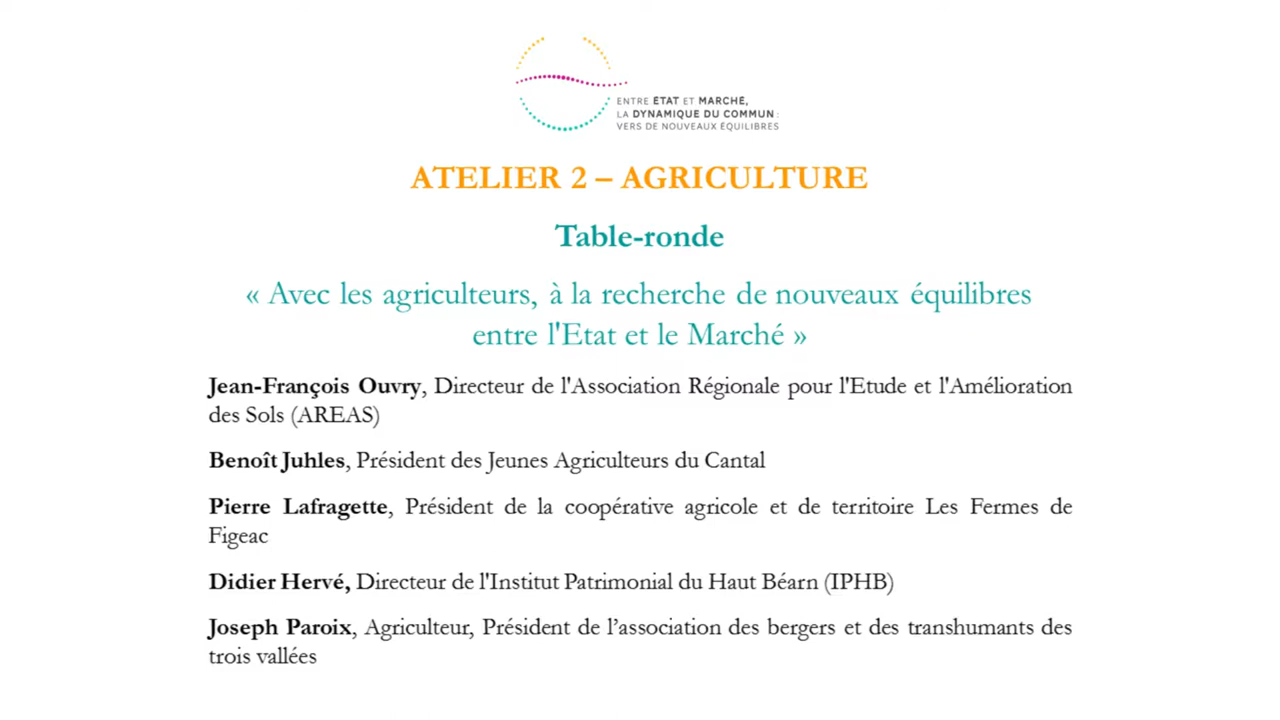 ENTRE ÉTAT ET MARCHÉ,
LA DYNAMIQUE DU COMMUN :
VERS DE NOUVEAUX ÉQUILIBRES
ATELIER 2 – AGRICULTURE
Table-ronde
« Avec les agriculteurs, à la recherche de nouveaux équilibres
entre l'Etat et le Marché »
Jean-François Ouvry, Directeur de l'Association Régionale pour l'Etude et l'Amélioration
des Sols (AREAS)
Benoît Juhles, Président des Jeunes Agriculteurs du Cantal
Pierre Lafragette, Président de la coopérative agricole et de territoire Les Fermes de
Figeac
Didier Hervé, Directeur de l'Institut Patrimonial du Haut Béarn (IPHB)
Joseph Paroix, Agriculteur, Président de l’association des bergers et des transhumants des
trois vallées